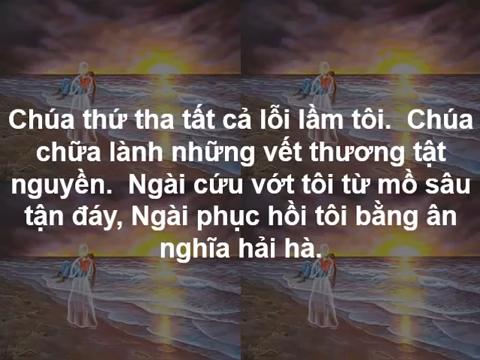 Chúa thứ tha tất cả lỗi lầm tôi.  Chúa
chữa lành những vết thương tật
nguyền.  Ngài cứu vớt tôi từ mồ sâu
tận đáy, Ngài phục hồi tôi bằng ân
nghĩa hải hà.